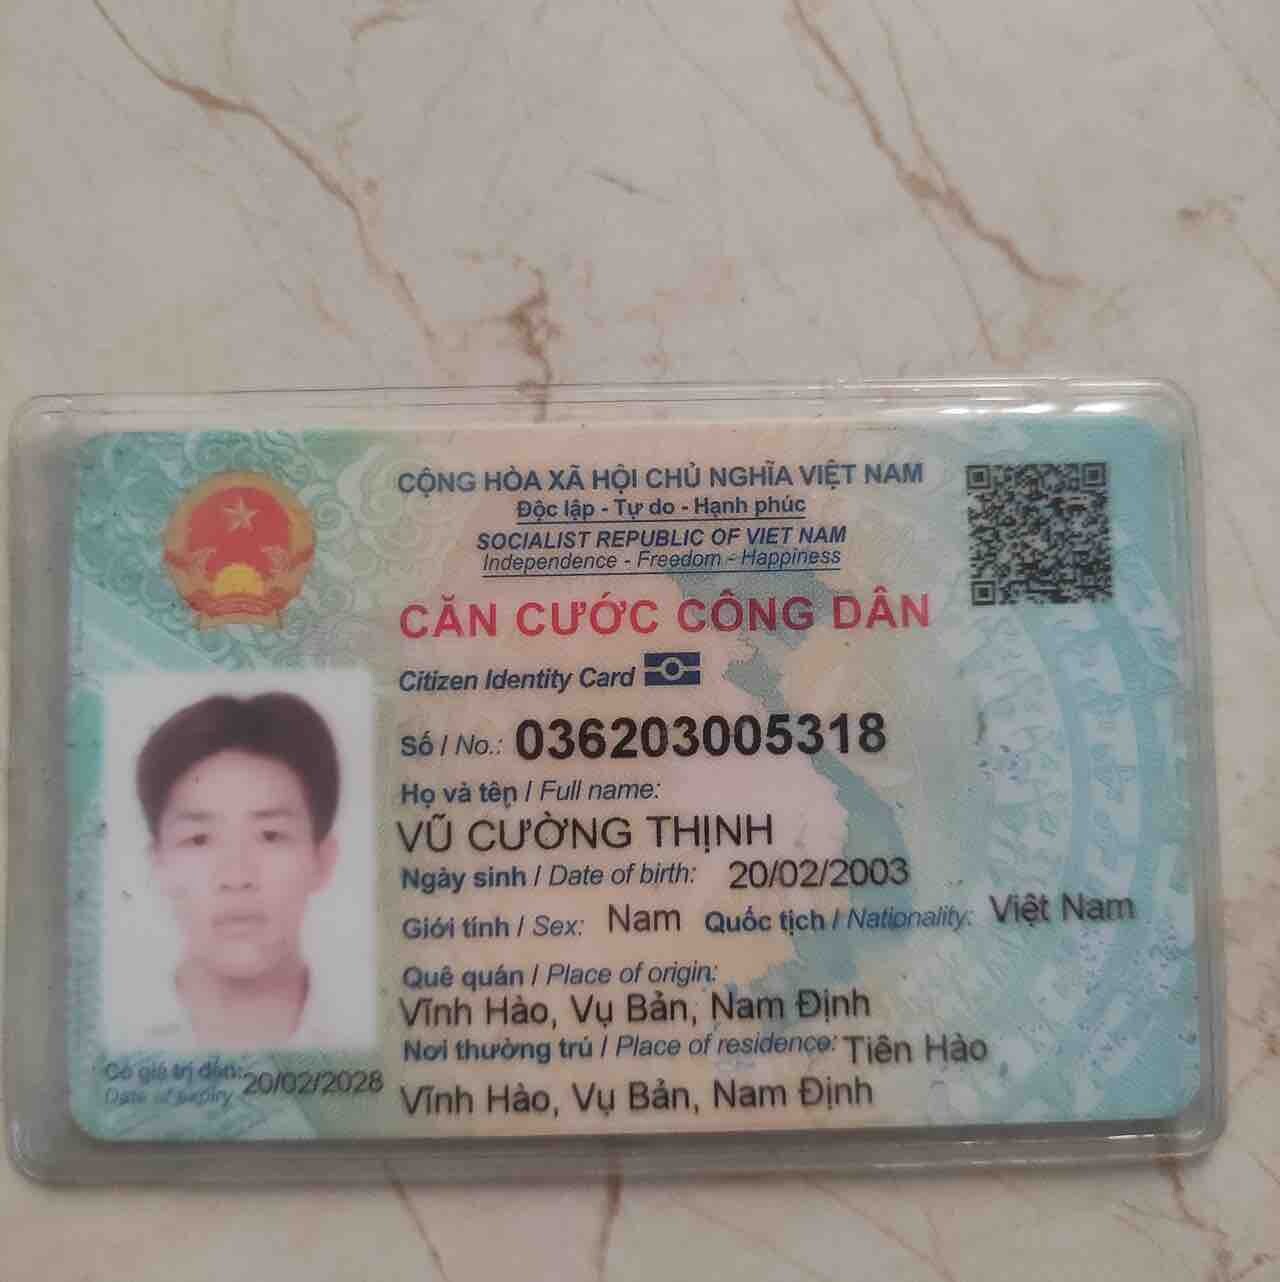 CỘNG HÒA XÃ HỘI CHỦ NGHĨA VIỆT NAM
Độc lập - Tự do - Hạnh phúc
SOCIALIST REPUBLIC OF VIET NAM
Independence - Freedom - Happiness
CĂN CƯỚC CÔNG DÂN
Citizen Identity Card
Số / No.: 036203005318
Họ và tên / Full name:
VŨ CƯỜNG THỊNH
Ngày sinh / Date of birth: 20/02/2003
Giới tính / Sex: Nam Quốc tịch / Nationality: Việt Nam
Quê quán / Place of origin:
Vĩnh Hào, Vụ Bản, Nam Định
Nơi thường trú / Place of residence: Tiên Hào
Vĩnh Hào, Vụ Bản, Nam Định
Có giá trị đến: 20/02/2028
Date of expiry